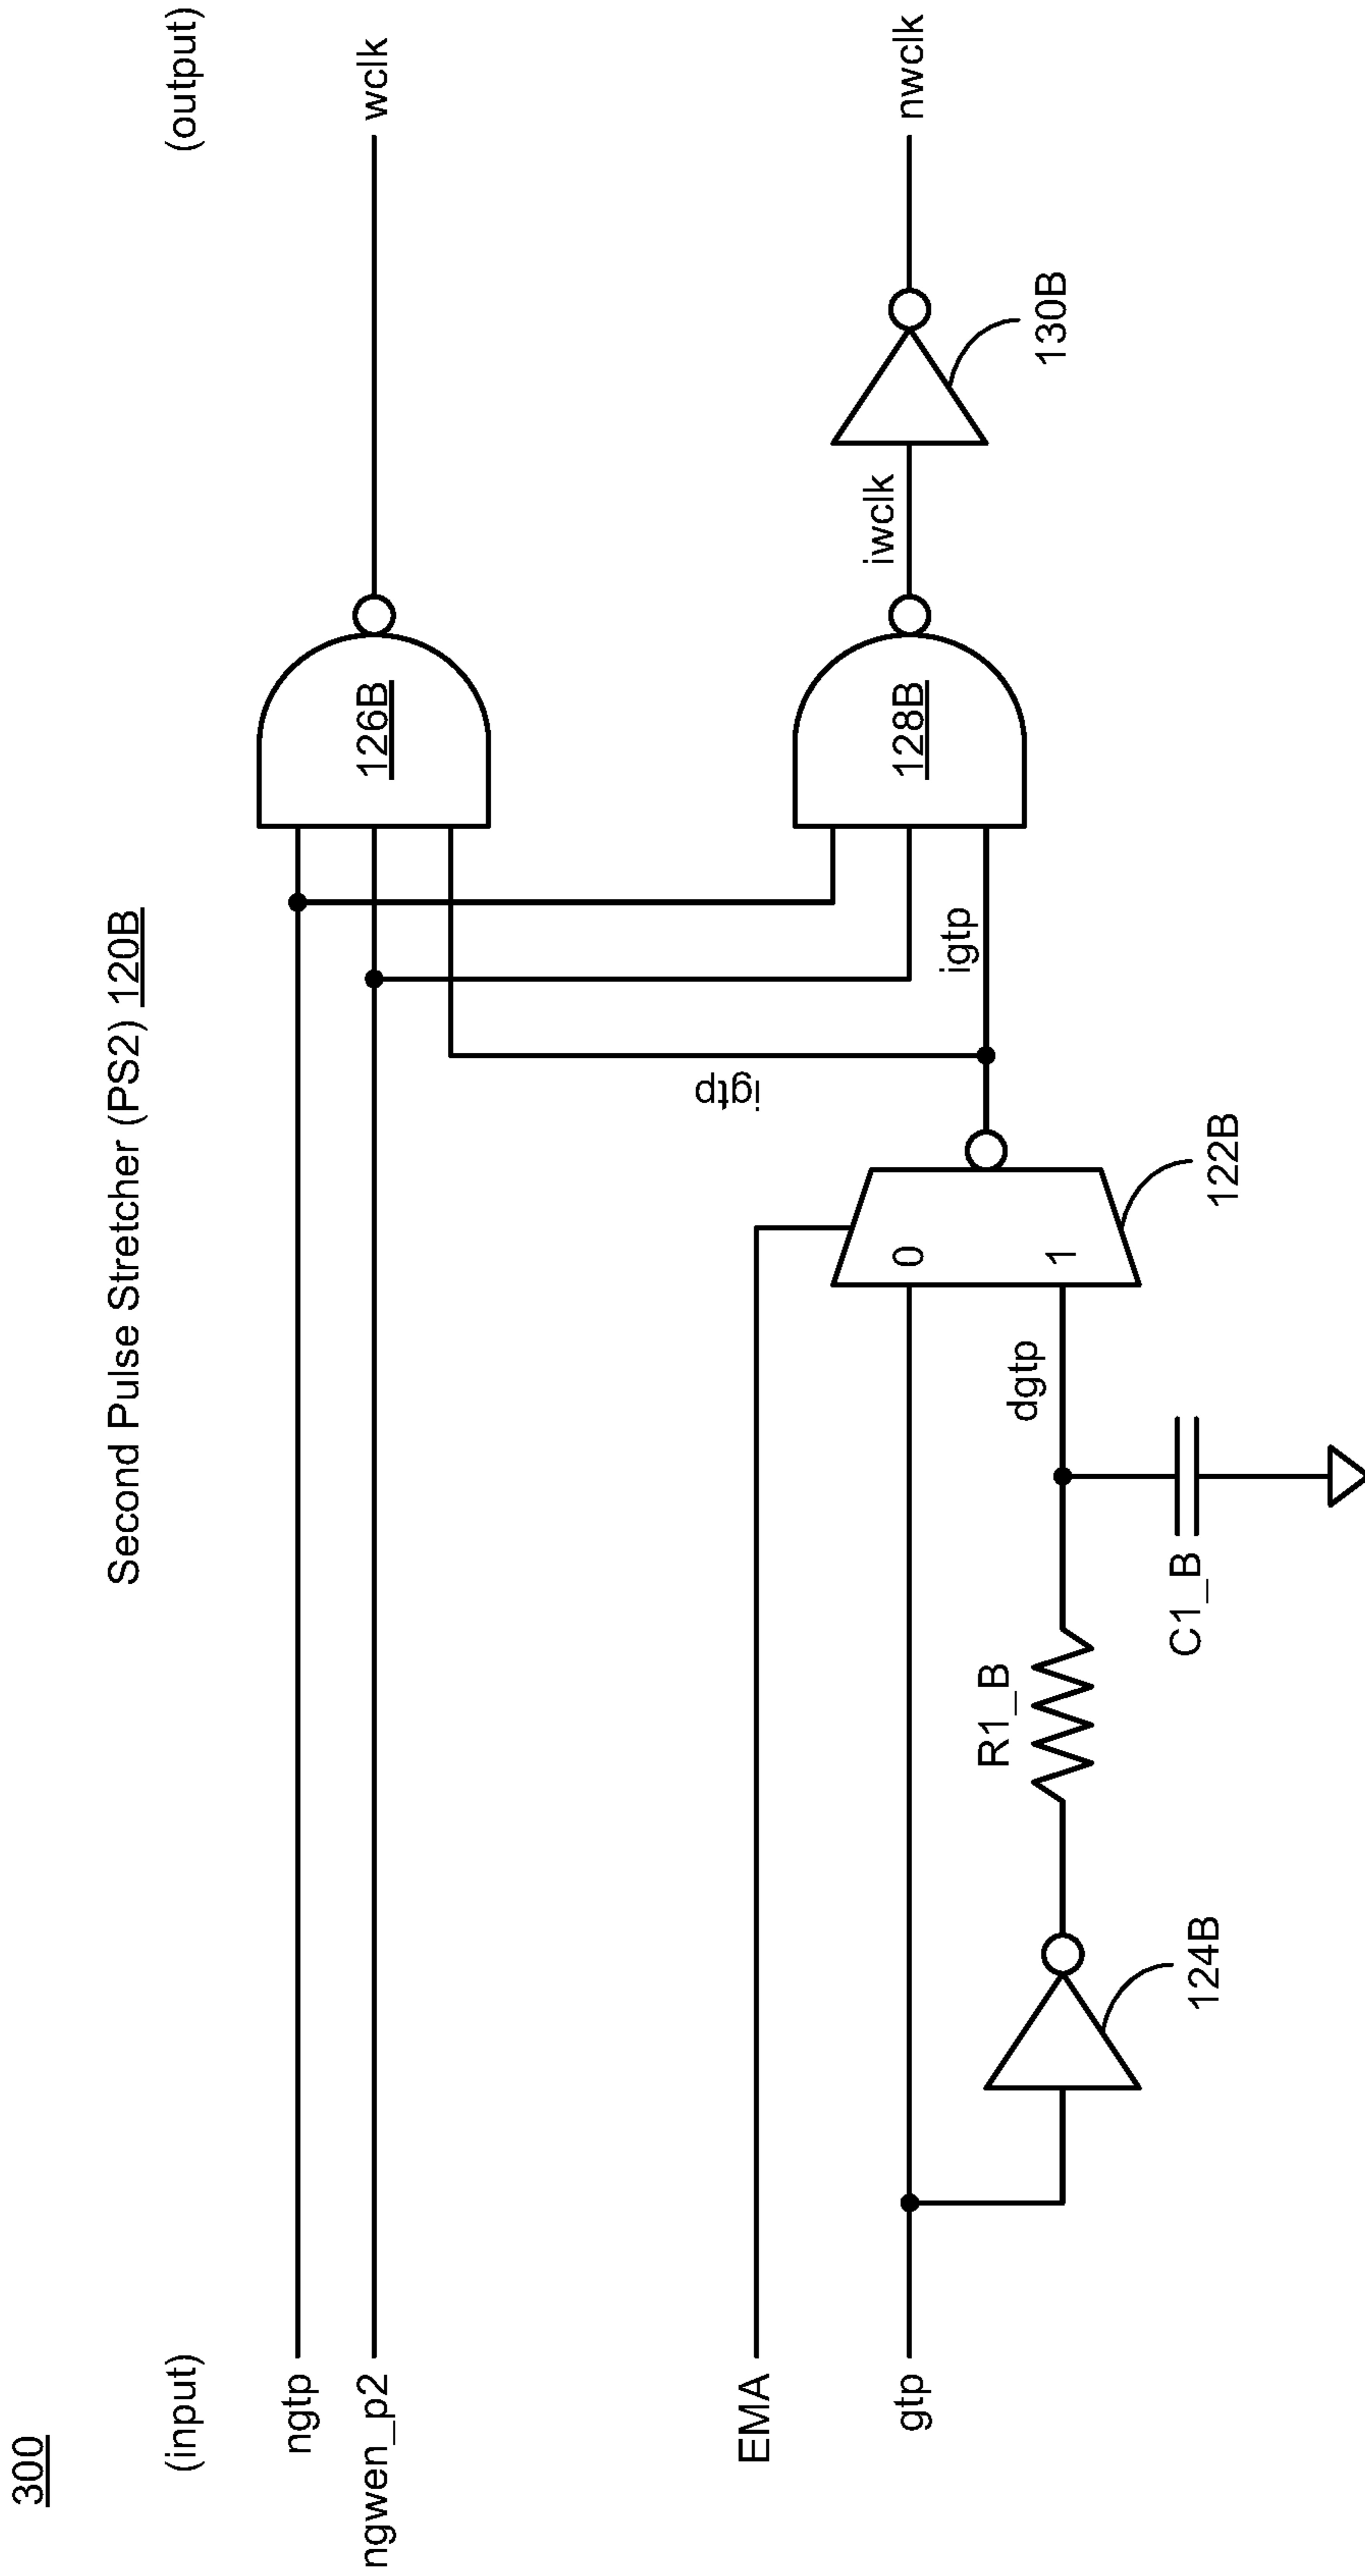 300
Second Pulse Stretcher (PS2) 120B
(input)
(output)
ngtp
wclk
126B
ngwen_p2
igtp
EMA
igtp
128B
iwclk
nwclk
130B
gtp
0
1
dgtp
122B
R1_B
C1_B
124B